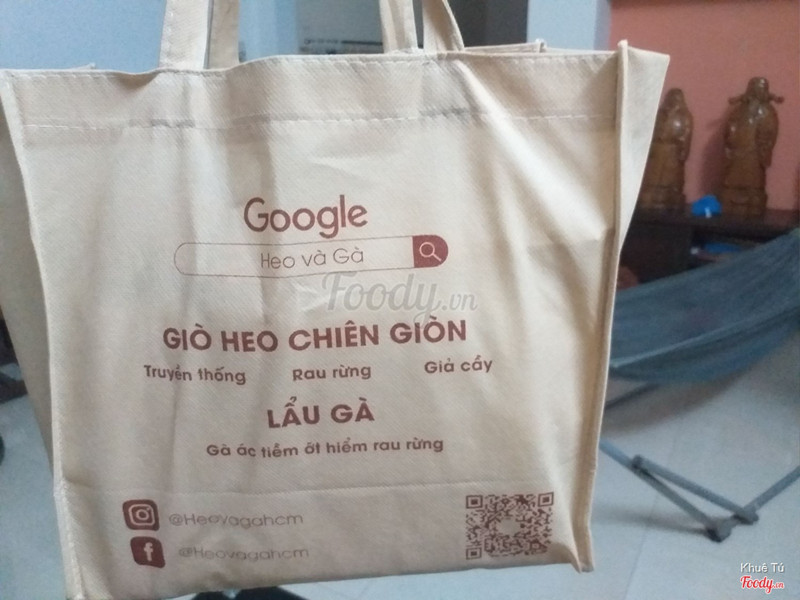 Google
Heo và Gà
Foody.vn
GIÒ HEO CHIÊN GIÒN
Truyền thống Rau rừng Giả cầy
LẨU GÀ
Gà ác tiềm ớt hiểm rau rừng
@Heovagahcm
@Heovagahcm
Khuê Tú
Foody.vn